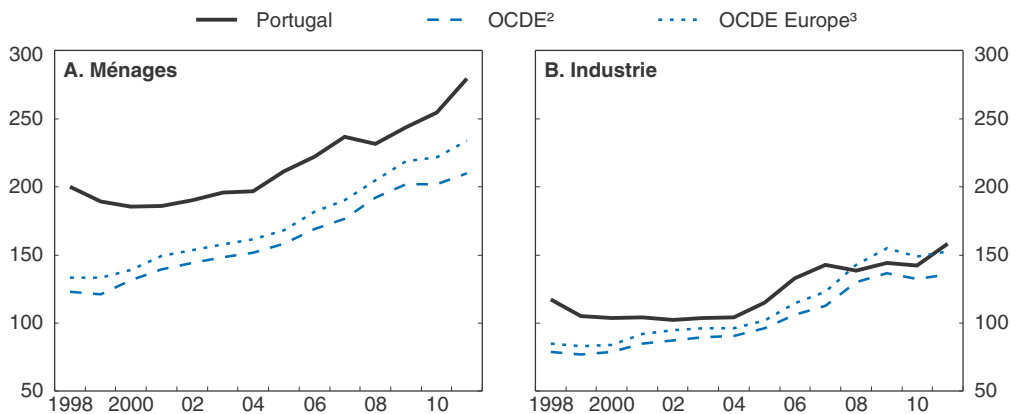 Portugal OCDE² OCDE Europe³
A. Ménages
B. Industrie
300 300
250 250
200 200
150 150
100 100
50 50
1998 2000 02 04 06 08 10 1998 2000 02 04 06 08 10